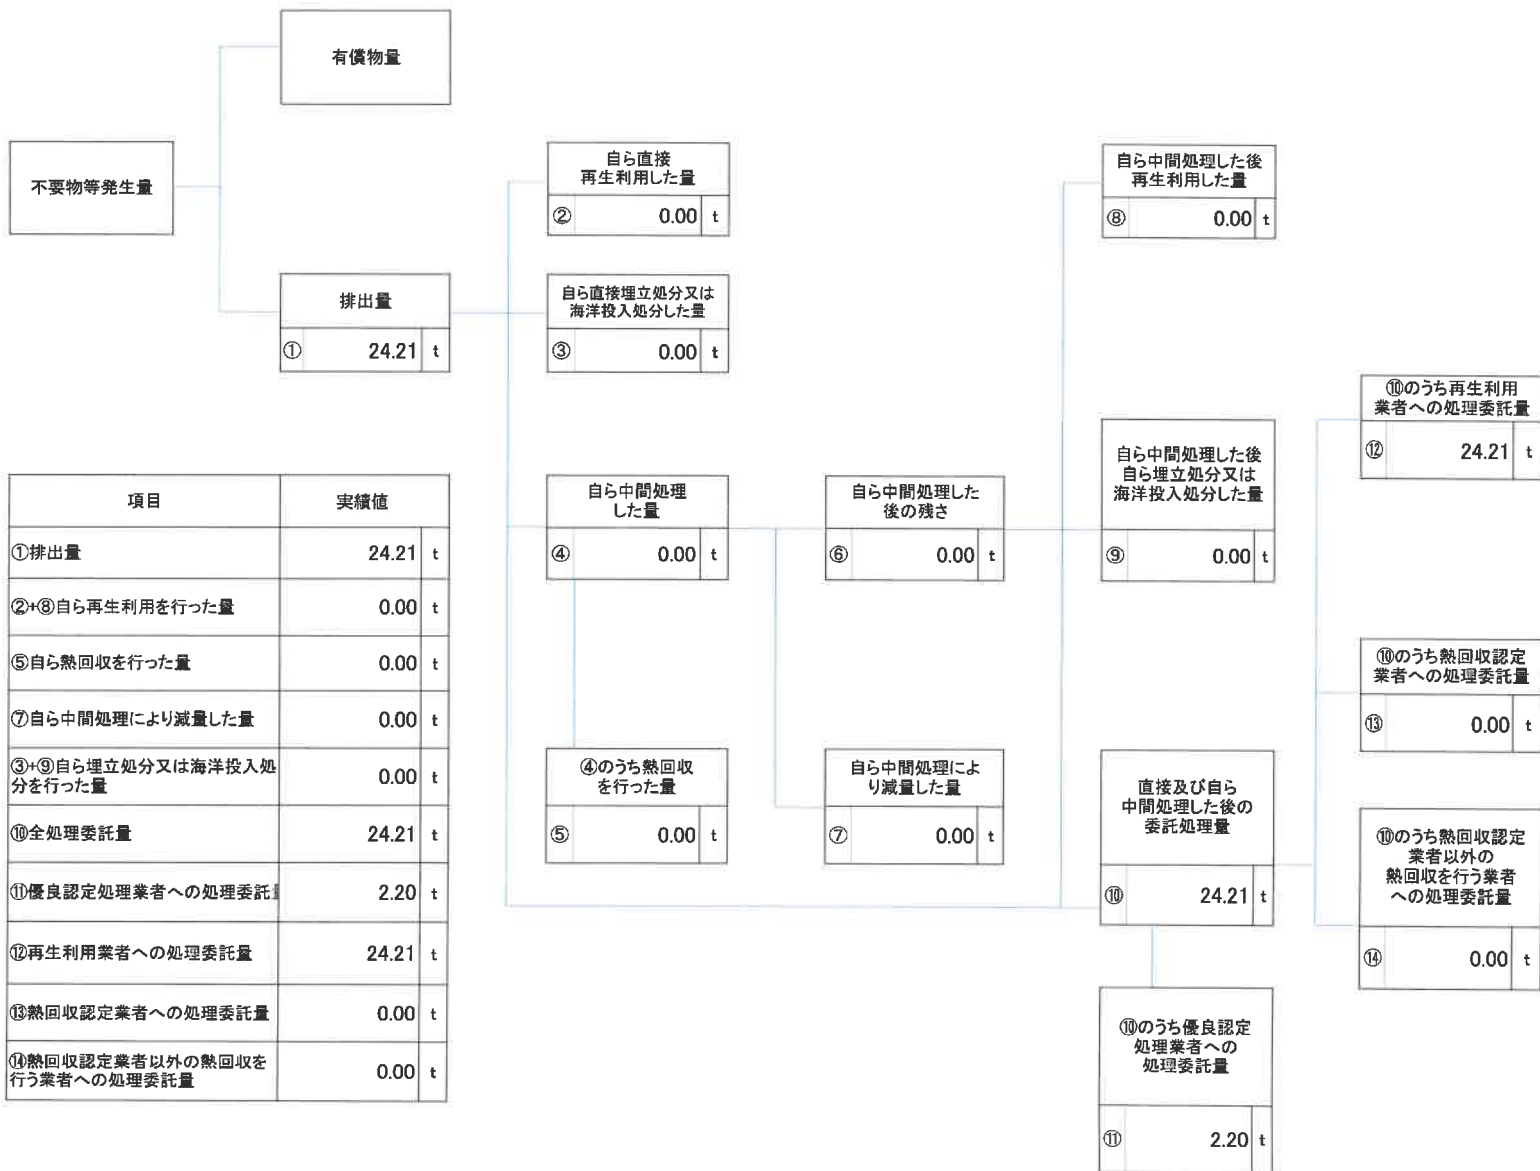 有償物量
不要物等発生量
排出量
① 24.21 t
自ら直接
再生利用した量
② 0.00 t
自ら直接埋立処分又は
海洋投入処分した量
③ 0.00 t
自ら中間処理
した量
④ 0.00 t
④のうち熱回収
を行った量
⑤ 0.00 t
自ら中間処理した
後の残さ
⑥ 0.00 t
自ら中間処理によ
り減量した量
⑦ 0.00 t
自ら中間処理した後
再生利用した量
⑧ 0.00 t
自ら中間処理した後
自ら埋立処分又は
海洋投入処分した量
⑨ 0.00 t
直接及び自ら
中間処理した後の
委託処理量
⑩ 24.21 t
⑩のうち優良認定
処理業者への
処理委託量
⑪ 2.20 t
⑩のうち再生利用
業者への処理委託量
⑫ 24.21 t
⑩のうち熱回収認定
業者への処理委託量
⑬ 0.00 t
⑩のうち熱回収認定
業者以外の
熱回収を行う業者
への処理委託量
⑭ 0.00 t
項目 実績値
①排出量 24.21 t
②+⑧自ら再生利用を行った量 0.00 t
⑤自ら熱回収を行った量 0.00 t
⑦自ら中間処理により減量した量 0.00 t
③+⑨自ら埋立処分又は海洋投入処
分を行った量 0.00 t
⑩全処理委託量 24.21 t
⑪優良認定処理業者への処理委託 2.20 t
⑫再生利用業者への処理委託量 24.21 t
⑬熱回収認定業者への処理委託量 0.00 t
⑭熱回収認定業者以外の熱回収を
行う業者への処理委託量 0.00 t